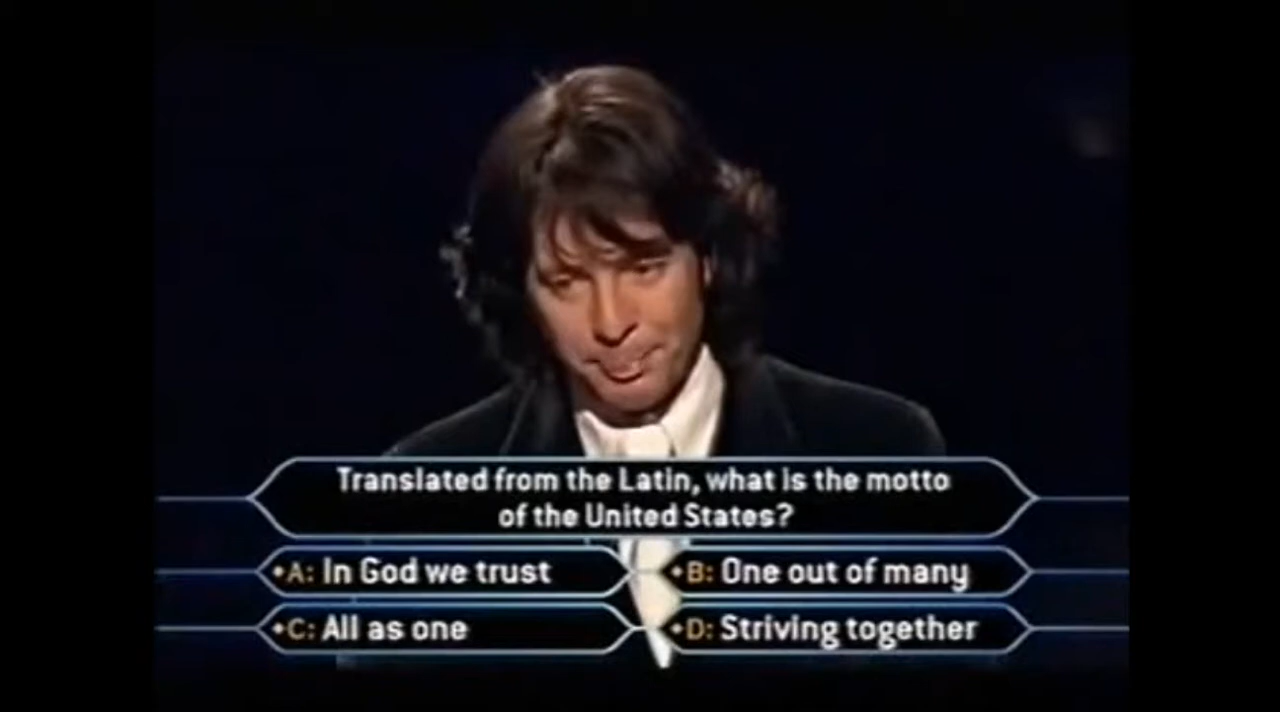 Translated from the Latin, what is the motto
of the United States?
•A: In God we trust
•B: One out of many
•C: All as one
•D: Striving together